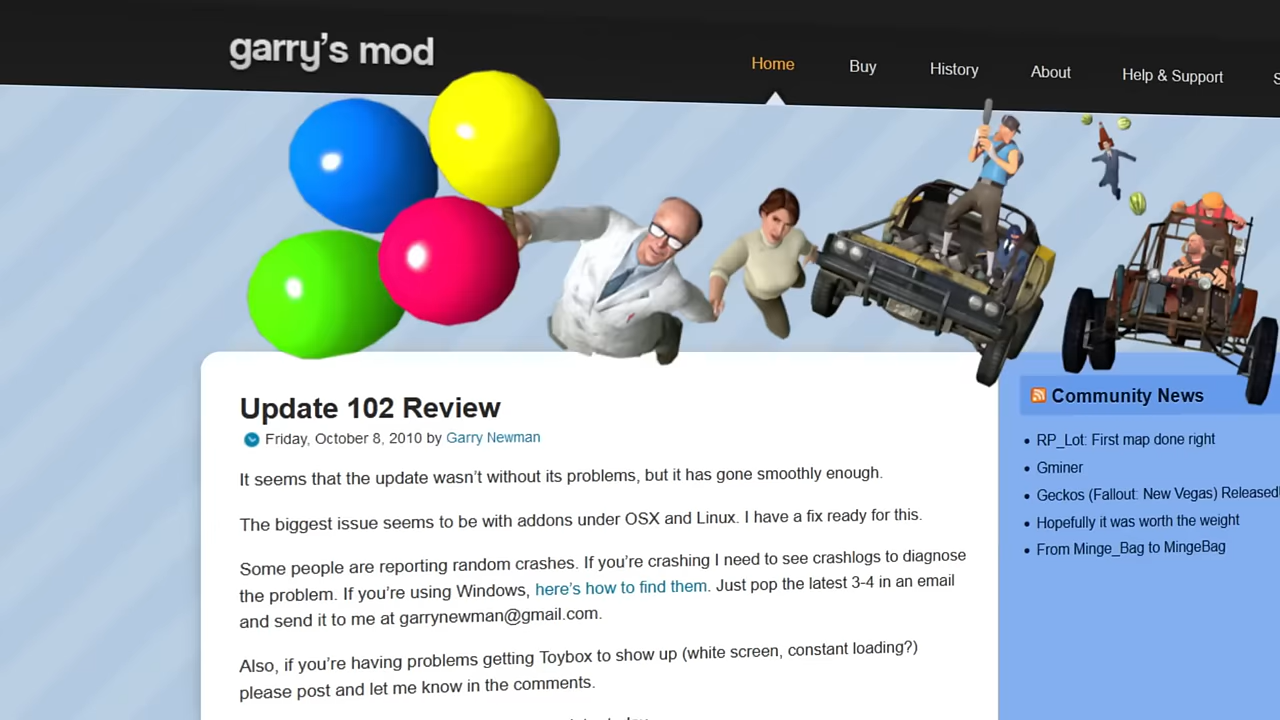 garry's mod
Home
Buy
History
About
Help & Support
Update 102 Review
Friday, October 8, 2010 by Garry Newman
It seems that the update wasn't without its problems, but it has gone smoothly enough.
The biggest issue seems to be with addons under OSX and Linux. I have a fix ready for this.
Some people are reporting random crashes. If you're crashing I need to see crashlogs to diagnose
the problem. If you're using Windows, here's how to find them. Just pop the latest 3-4 in an email
and send it to me at garrynewman@gmail.com.
Also, if you're having problems getting Toybox to show up (white screen, constant loading?)
please post and let me know in the comments.
Community News
RP_Lot: First map done right
Gminer
Geckos (Fallout: New Vegas) Released!
Hopefully it was worth the weight
From Minge_Bag to MingeBag